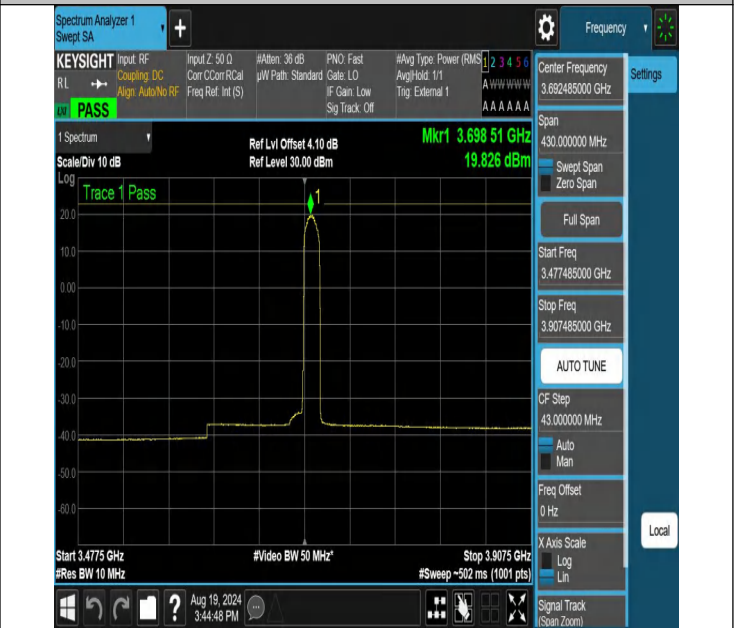 Spectrum Analyzer 1
Swept SA
+
Frequency
KEYSIGHT
RL
PASS
Input: RF
Coupling: DC
Align: Auto/No RF
Input Z: 50 Ω
Corr CCorr RCal
Freq Ref: Int (S)
#Atten: 36 dB
µW Path: Standard
PNO: Fast
Gate: LO
IF Gain: Low
Sig Track: Off
#Avg Type: Power (RMS
Avg|Hold: 1/1
Trig: External 1
1 2 3 4 5 6
A W W W W W
A A A A A A
1 Spectrum
Scale/Div 10 dB
Log
Ref Lvl Offset 4.10 dB
Ref Level 30.00 dBm
Mkr1 3.698 51 GHz
19.826 dBm
Trace 1 Pass
1
20.0
10.0
0.00
-10.0
-20.0
-30.0
-40.0
-50.0
-60.0
Start 3.4775 GHz
#Res BW 10 MHz
#Video BW 50 MHz*
Stop 3.9075 GHz
#Sweep ~502 ms (1001 pts)
Aug 19, 2024
3:44:48 PM
?
Center Frequency
3.692485000 GHz
Settings
Span
430.000000 MHz
Swept Span
Zero Span
Full Span
Start Freq
3.477485000 GHz
Stop Freq
3.907485000 GHz
AUTO TUNE
CF Step
43.000000 MHz
Auto
Man
Freq Offset
0 Hz
Local
X Axis Scale
Log
Lin
Signal Track
(Span Zoom)